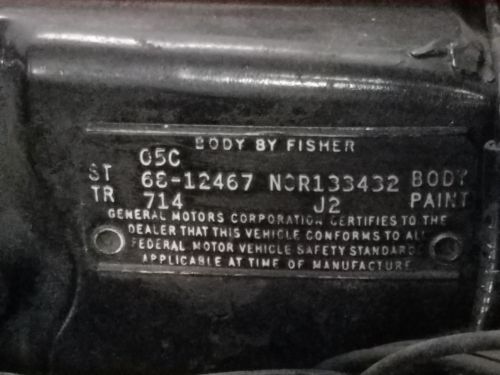 BODY BY FISHER
05C
ST 68-12467 NOR133432 BODY
TR 714 J2 PAINT
GENERAL MOTORS CORPORATION CERTIFIES TO THE
DEALER THAT THIS VEHICLE CONFORMS TO ALL
FEDERAL MOTOR VEHICLE SAFETY STANDARDS
APPLICABLE AT TIME OF MANUFACTURE